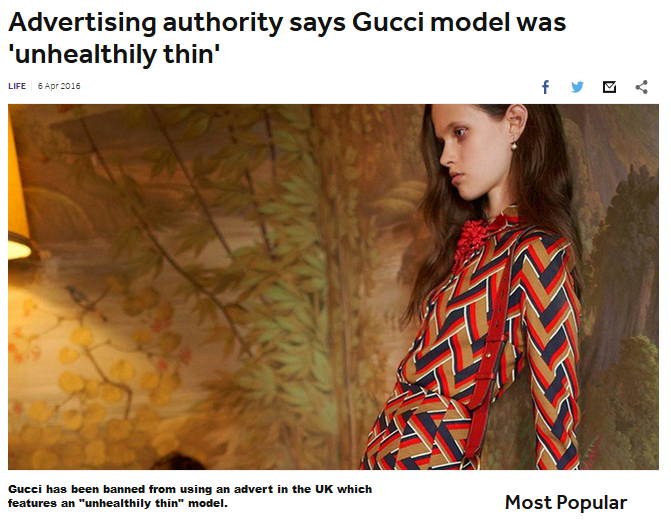 Advertising authority says Gucci model was
'unhealthily thin'
LIFE 6 Apr 2016
Gucci has been banned from using an advert in the UK which
features an "unhealthily thin" model.
Most Popular